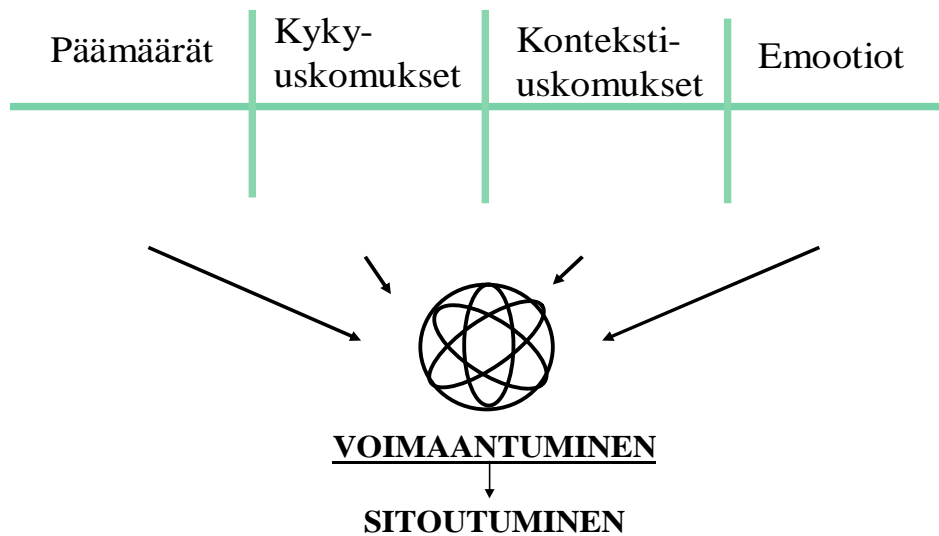 Päämäärät
Kyky-
uskomukset
Konteksti-
uskomukset
Emootiot
VOIMAANTUMINEN
SITOUTUMINEN